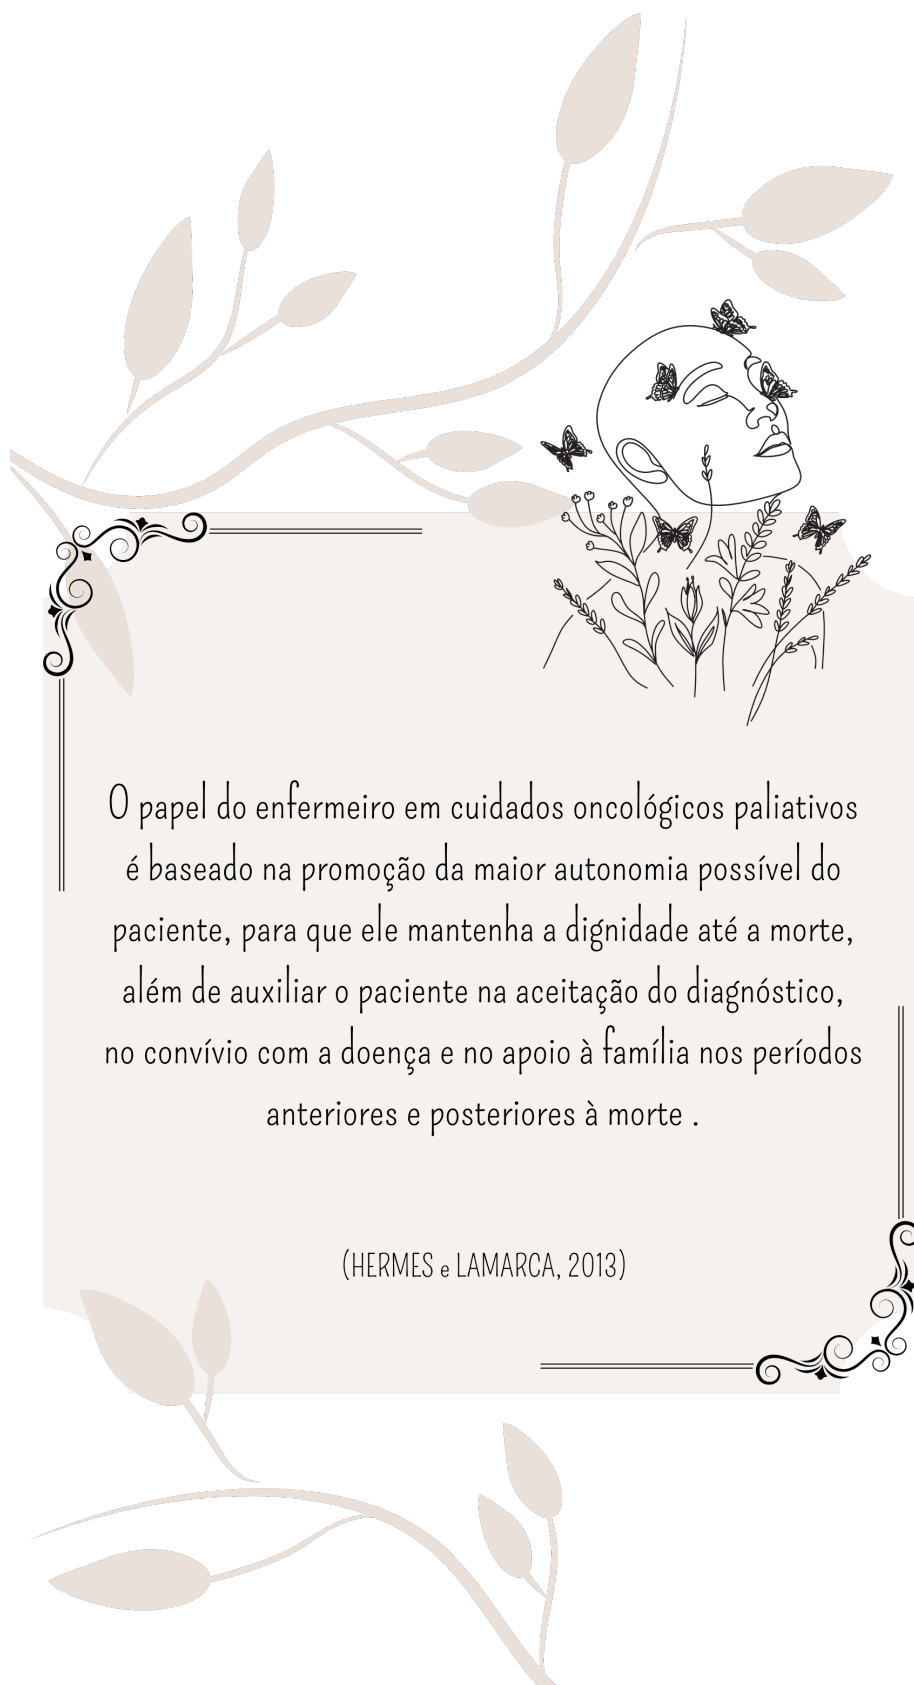 O papel do enfermeiro em cuidados oncológicos paliativos
é baseado na promoção da maior autonomia possível do
paciente, para que ele mantenha a dignidade até a morte,
além de auxiliar o paciente na aceitação do diagnóstico,
no convívio com a doença e no apoio à família nos períodos
anteriores e posteriores à morte .
(HERMES e LAMARCA, 2013)